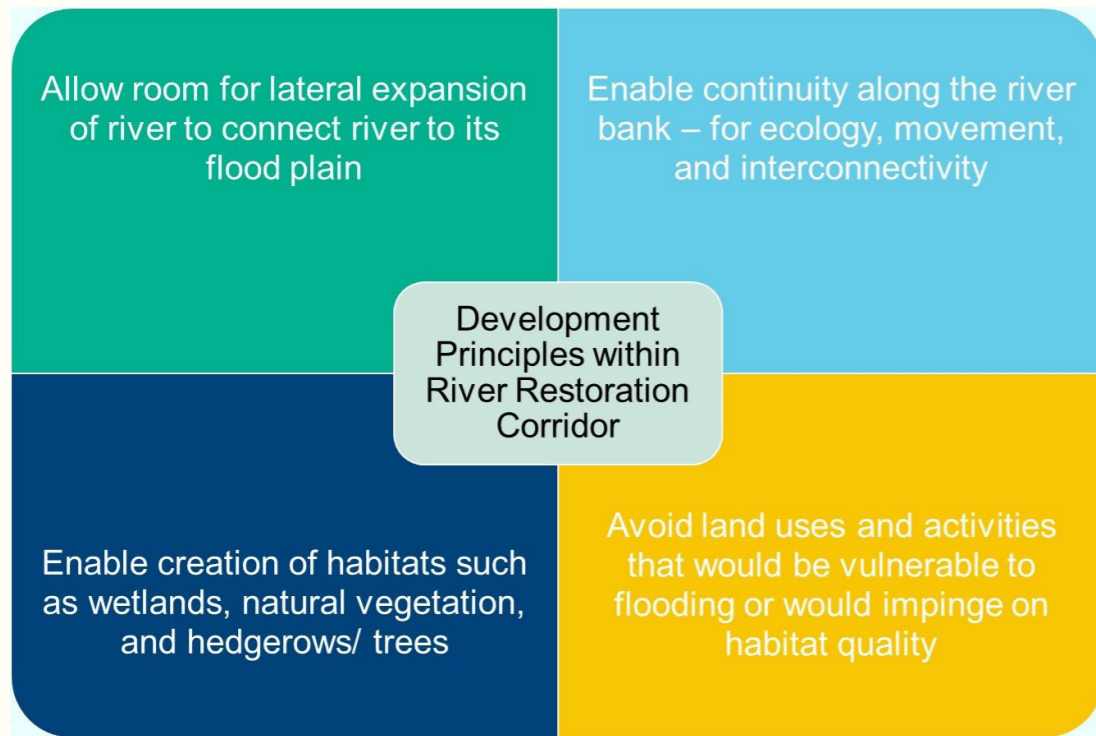 Allow room for lateral expansion
of river to connect river to its
flood plain
Enable continuity along the river
bank – for ecology, movement,
and interconnectivity
Development
Principles within
River Restoration
Corridor
Enable creation of habitats such
as wetlands, natural vegetation,
and hedgerows/ trees
Avoid land uses and activities
that would be vulnerable to
flooding or would impinge on
habitat quality